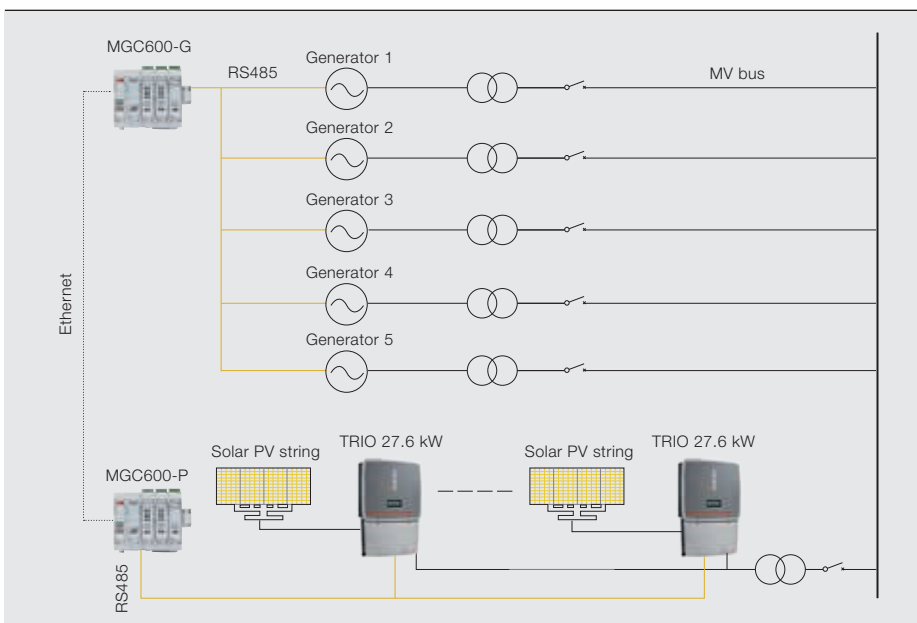 MGC600-G
RS485
Generator 1
MV bus
Generator 2
Generator 3
Generator 4
Generator 5
Ethernet
MGC600-P
Solar PV string
TRIO 27.6 kW
Solar PV string
TRIO 27.6 kW
RS485